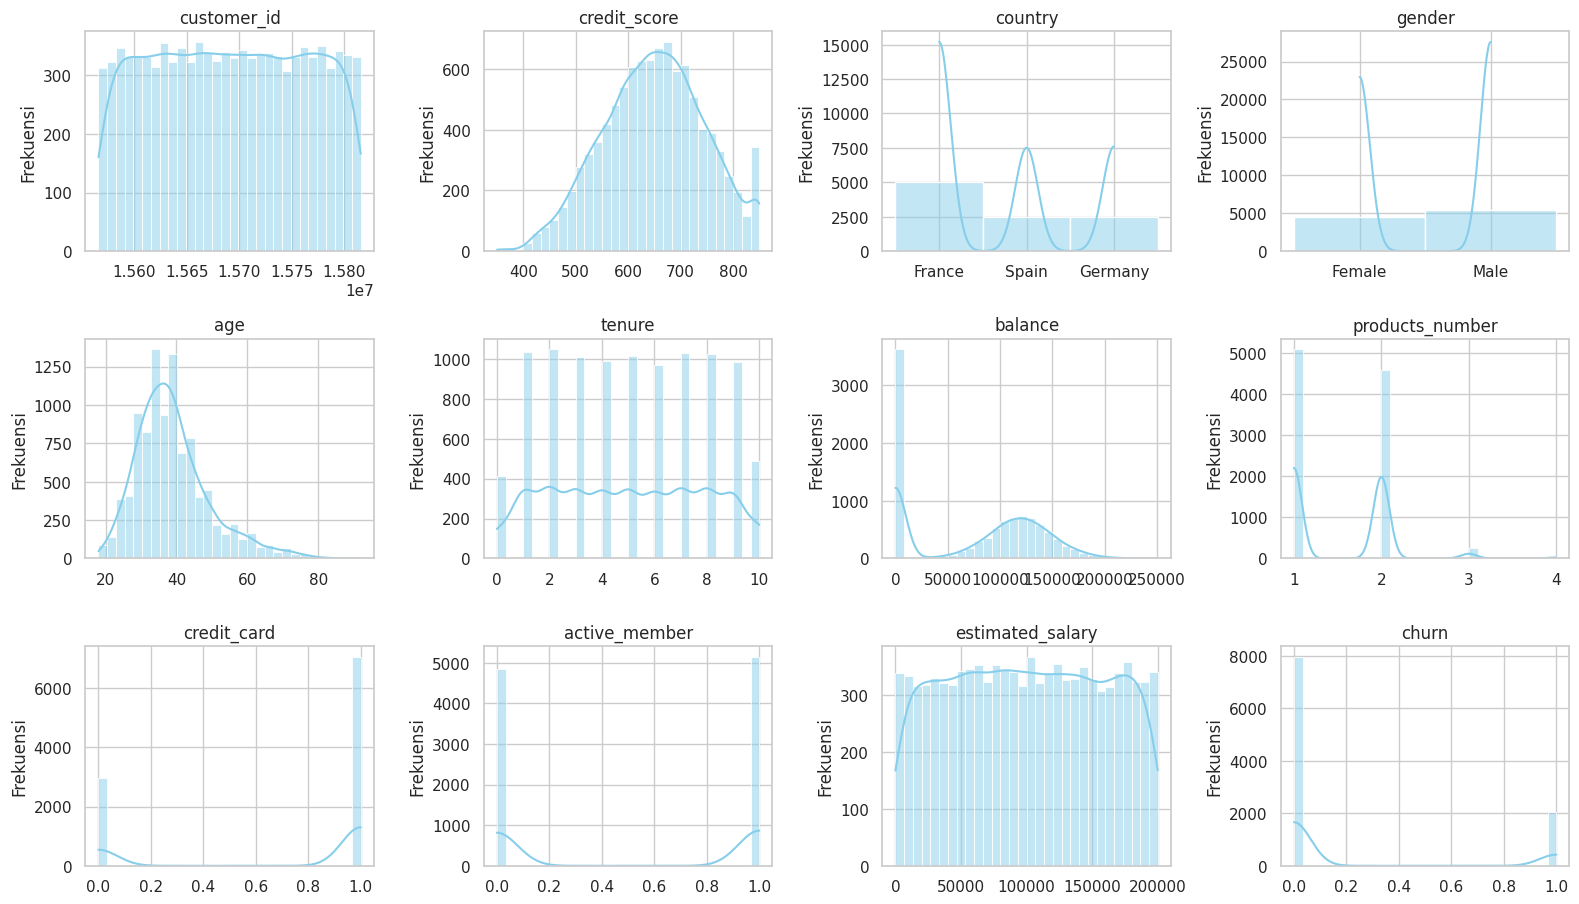 customer_id
Frekuensi
300
200
100
0
1.560 1.565 1.570 1.575 1.580
1e7
credit_score
Frekuensi
600
400
200
0
400 500 600 700 800
country
Frekuensi
15000
12500
10000
7500
5000
2500
0
France Spain Germany
gender
Frekuensi
25000
20000
15000
10000
5000
0
Female Male
age
Frekuensi
1250
1000
750
500
250
0
20 40 60 80
tenure
Frekuensi
1000
800
600
400
200
0
0 2 4 6 8 10
balance
Frekuensi
3000
2000
1000
0
0 50000 100000 150000 200000 250000
products_number
Frekuensi
5000
4000
3000
2000
1000
0
1 2 3 4
credit_card
Frekuensi
6000
4000
2000
0
0.0 0.2 0.4 0.6 0.8 1.0
active_member
Frekuensi
5000
4000
3000
2000
1000
0
0.0 0.2 0.4 0.6 0.8 1.0
estimated_salary
Frekuensi
300
200
100
0
0 50000 100000 150000 200000
churn
Frekuensi
8000
6000
4000
2000
0
0.0 0.2 0.4 0.6 0.8 1.0